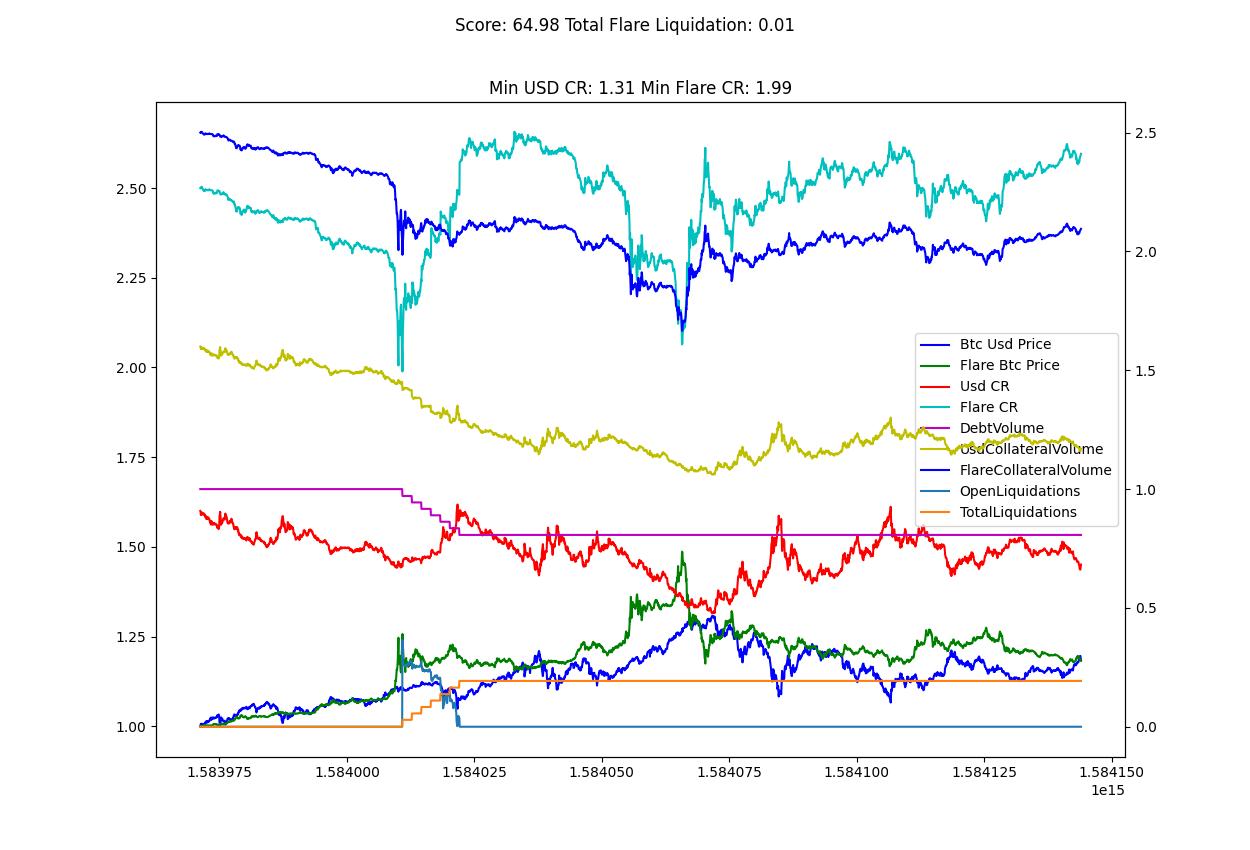 Score: 64.98 Total Flare Liquidation: 0.01
Min USD CR: 1.31 Min Flare CR: 1.99
2.50
2.25
2.00
1.75
1.50
1.25
1.00
2.5
2.0
1.5
1.0
0.5
0.0
Btc Usd Price
Flare Btc Price
Usd CR
Flare CR
DebtVolume
UsdCollateralVolume
FlareCollateralVolume
OpenLiquidations
TotalLiquidations
1.583975 1.584000 1.584025 1.584050 1.584075 1.584100 1.584125 1.584150
1e15